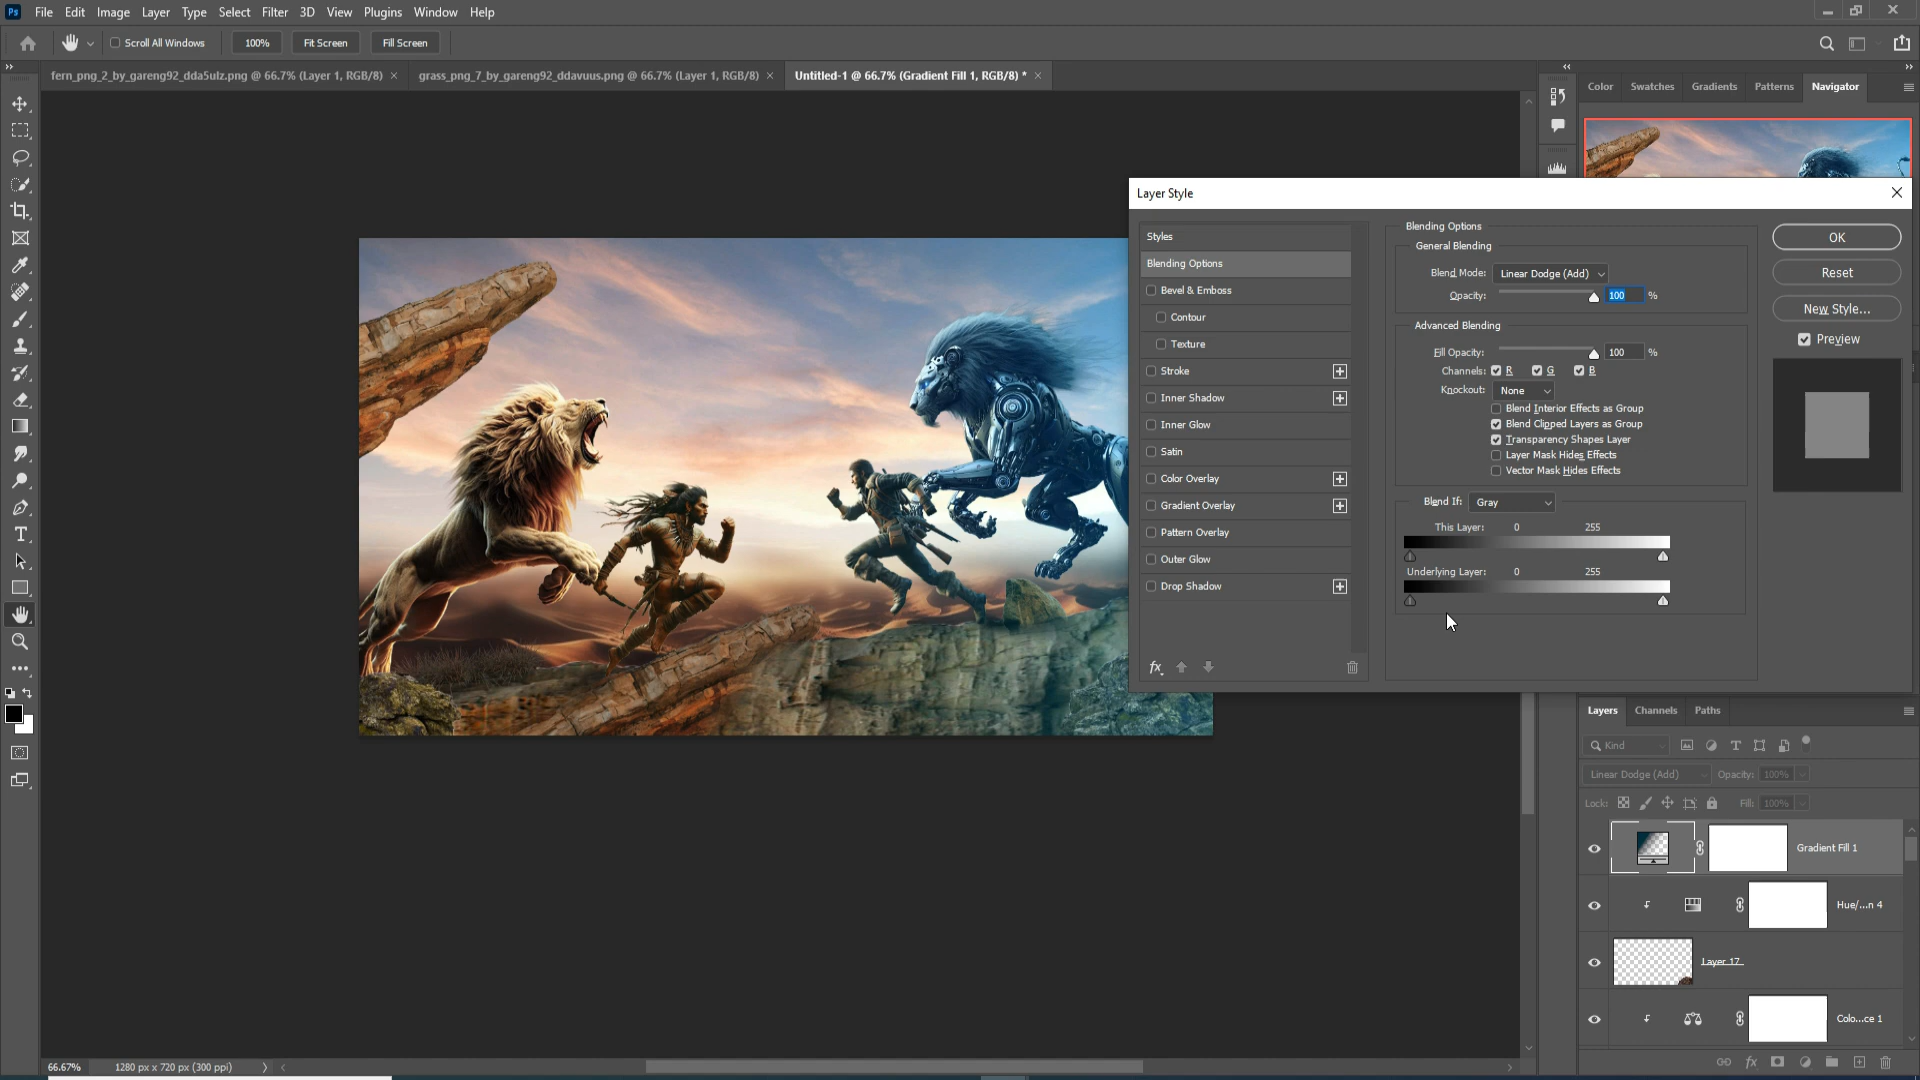 Ps File Edit Image Layer Type Select Filter 3D View Plugins Window Help
Scroll All Windows 100% Fit Screen Fill Screen
fern_png_2_by_gareng92_dda5ulz.png @ 66.7% (Layer 1, RGB/8) × grass_png_7_by_gareng92_ddavuus.png @ 66.7% (Layer 1, RGB/8) × Untitled-1 @ 66.7% (Gradient Fill 1, RGB/8) * ×
Color Swatches Gradients Patterns Navigator
Layer Style
Styles
Blending Options
Bevel & Emboss
Contour
Texture
Stroke
Inner Shadow
Inner Glow
Satin
Color Overlay
Gradient Overlay
Pattern Overlay
Outer Glow
Drop Shadow
fx
Blending Options
General Blending
Blend Mode: Linear Dodge (Add)
Opacity: 100 %
Advanced Blending
Fill Opacity: 100 %
Channels: R G B
Knockout: None
Blend Interior Effects as Group
Blend Clipped Layers as Group
Transparency Shapes Layer
Layer Mask Hides Effects
Vector Mask Hides Effects
Blend If: Gray
This Layer: 0 255
Underlying Layer: 0 255
OK
Reset
New Style...
Preview
Layers Channels Paths
Kind
Linear Dodge (Add) Opacity: 100%
Lock: Fill: 100%
Gradient Fill 1
Hue/...n 4
Layer 17
Colo...ce 1
fx
66.67% 1280 px x 720 px (300 ppi)